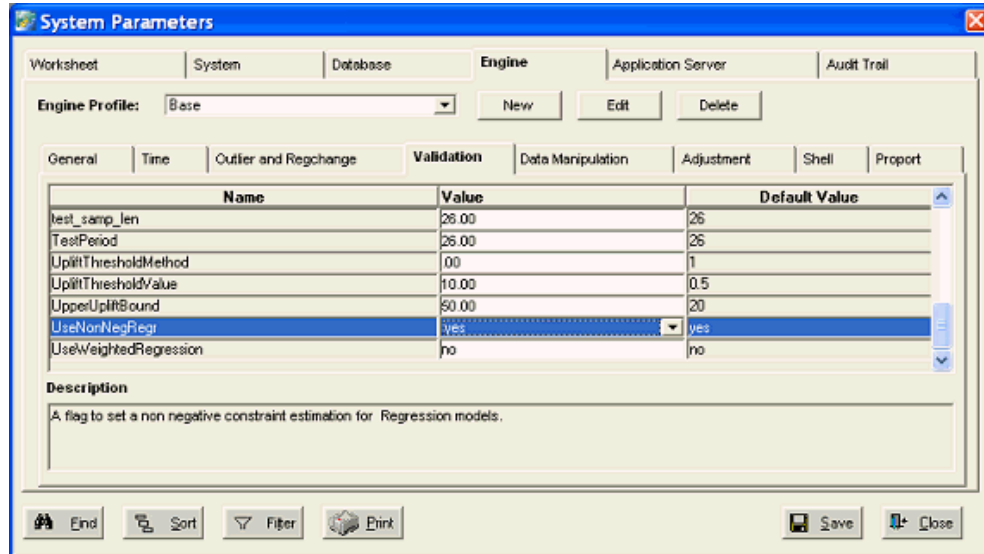 System Parameters
Worksheet System Database Engine Application Server Audit Trail
Engine Profile: Base New Edit Delete
General Time Outlier and Regchange Validation Data Manipulation Adjustment Shell Proport
Name Value Default Value
test_samp_len 26.00 26
TestPeriod 26.00 26
UpliftThresholdMethod .00 1
UpliftThresholdValue 10.00 0.5
UpperUpliftBound 50.00 20
UseNonNegRegr yes yes
UseWeightedRegression no no
Description
A flag to set a non negative constraint estimation for Regression models.
Find Sort Filter Print Save Close